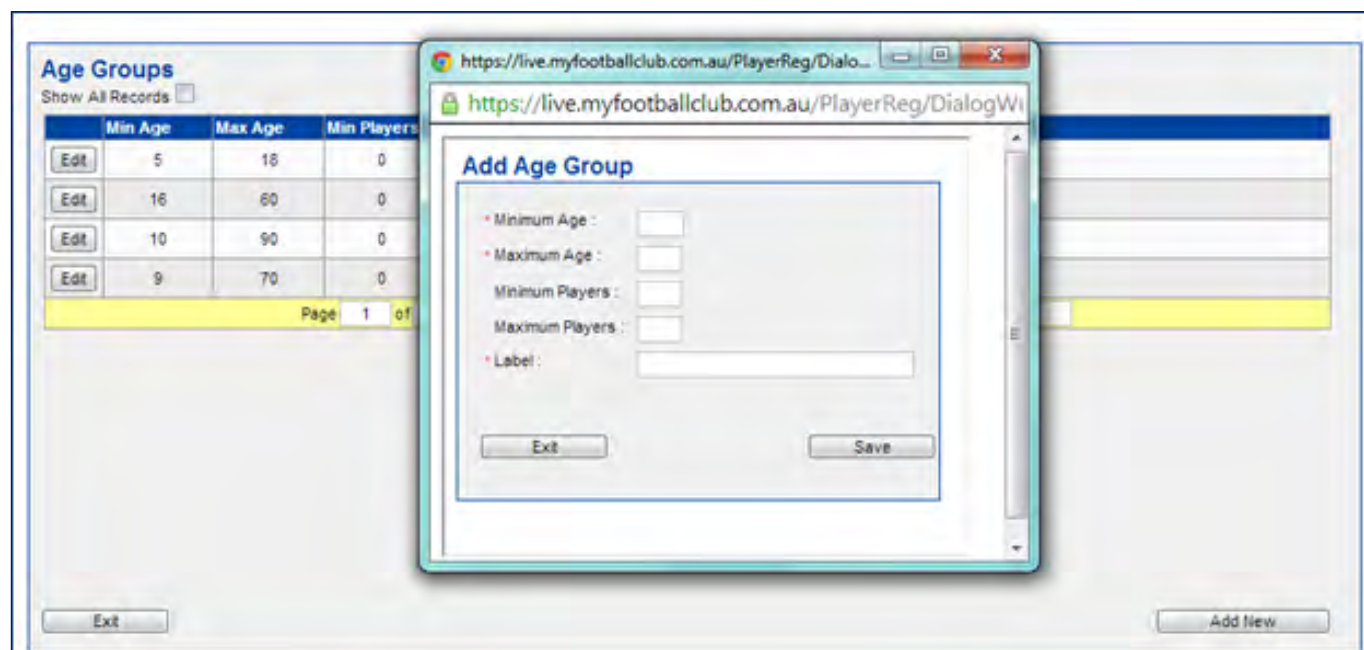 Age Groups
Show All Records
Min Age Max Age Min Players
Edit 5 18 0
Edit 16 60 0
Edit 10 90 0
Edit 9 70 0
Page 1 of
https://live.myfootballclub.com.au/PlayerReg/Dialo...
https://live.myfootballclub.com.au/PlayerReg/DialogWi
Add Age Group
* Minimum Age :
* Maximum Age :
Minimum Players :
Maximum Players :
* Label :
Exit Save
Exit Add New